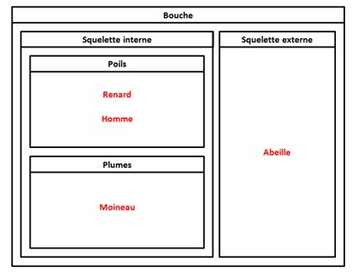 Bouche
Squelette interne
Squelette externe
Poils
Renard
Homme
Abeille
Plumes
Moineau